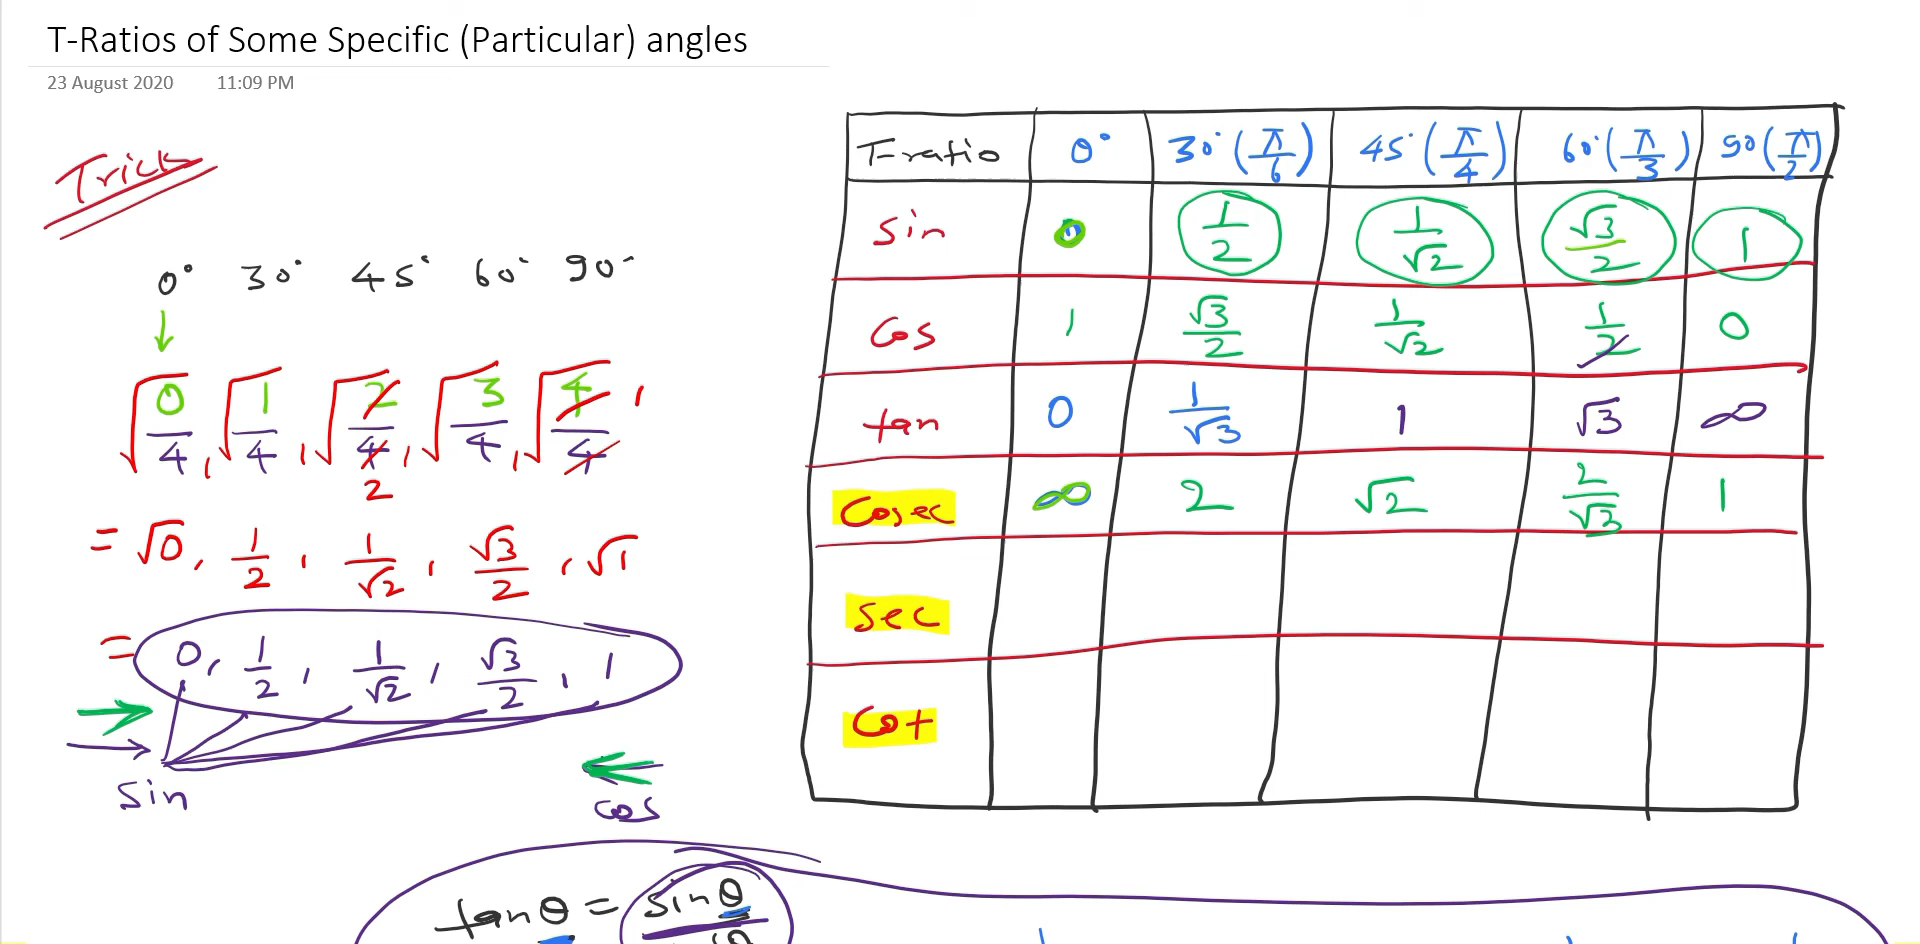 T-Ratios of Some Specific (Particular) angles
23 August 2020 11:09 PM
Trick
0° 30° 45° 60° 90°
√(0/4), √(1/4), √(2/4), √(3/4), √(4/4),
2
= √0, 1/2, 1/√2, √3/2, √1
= 0, 1/2, 1/√2, √3/2, 1
Sin
cos
tanθ = sinθ
T-ratio 0° 30° (π/6) 45° (π/4) 60° (π/3) 90 (π/2)
Sin 0 1/2 1/√2 √3/2 1
Cos 1 √3/2 1/√2 1/2 0
tan 0 1/√3 1 √3 ∞
Cosec ∞ 2 √2 2/√3 1
Sec
Cot